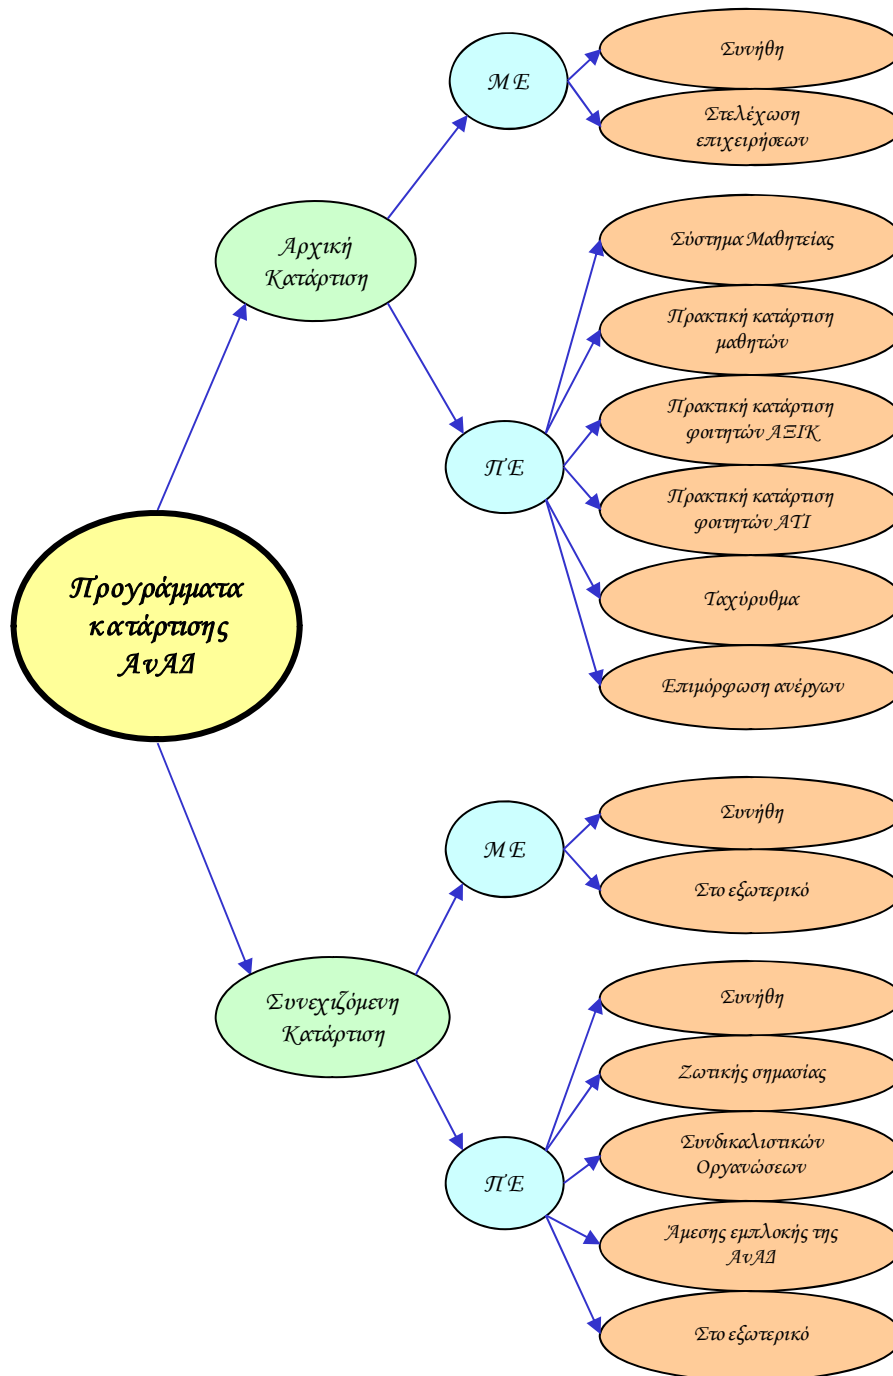 Προγράμματα
κατάρτισης
ΑνΑΔ
Αρχική
Κατάρτιση
ΜΕ
Συνήθη
Στελέχωση
επιχειρήσεων
ΠΕ
Σύστημα Μαθητείας
Πρακτική κατάρτιση
μαθητών
Πρακτική κατάρτιση
φοιτητών ΑΞΙΚ
Πρακτική κατάρτιση
φοιτητών ΑΤΙ
Ταχύρυθμα
Επιμόρφωση ανέργων
Συνεχιζόμενη
Κατάρτιση
ΜΕ
Συνήθη
Στο εξωτερικό
ΠΕ
Συνήθη
Ζωτικής σημασίας
Συνδικαλιστικών
Οργανώσεων
Άμεσης εμπλοκής της
ΑνΑΔ
Στο εξωτερικό